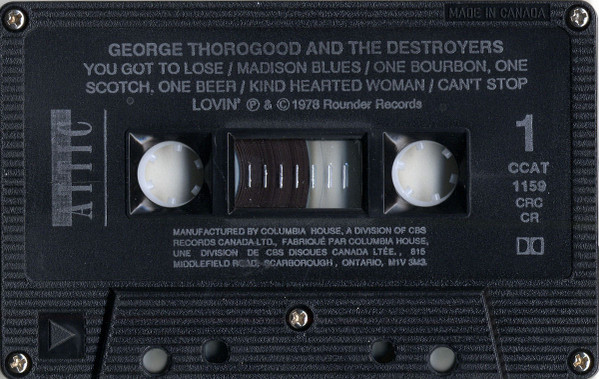 MADE IN CANADA
GEORGE THOROGOOD AND THE DESTROYERS
YOU GOT TO LOSE / MADISON BLUES / ONE BOURBON, ONE
SCOTCH, ONE BEER / KIND HEARTED WOMAN / CAN'T STOP
LOVIN' ℗ & © 1978 Rounder Records
ATTIC
1
CCAT
1159
CRC
CR
MANUFACTURED BY COLUMBIA HOUSE, A DIVISION OF CBS
RECORDS CANADA LTD., FABRIQUÉ PAR COLUMBIA HOUSE,
UNE DIVISION DE CBS DISQUES CANADA LTÉE., 815
MIDDLEFIELD SCARBOROUGH, ONTARIO, M1V 3M3.